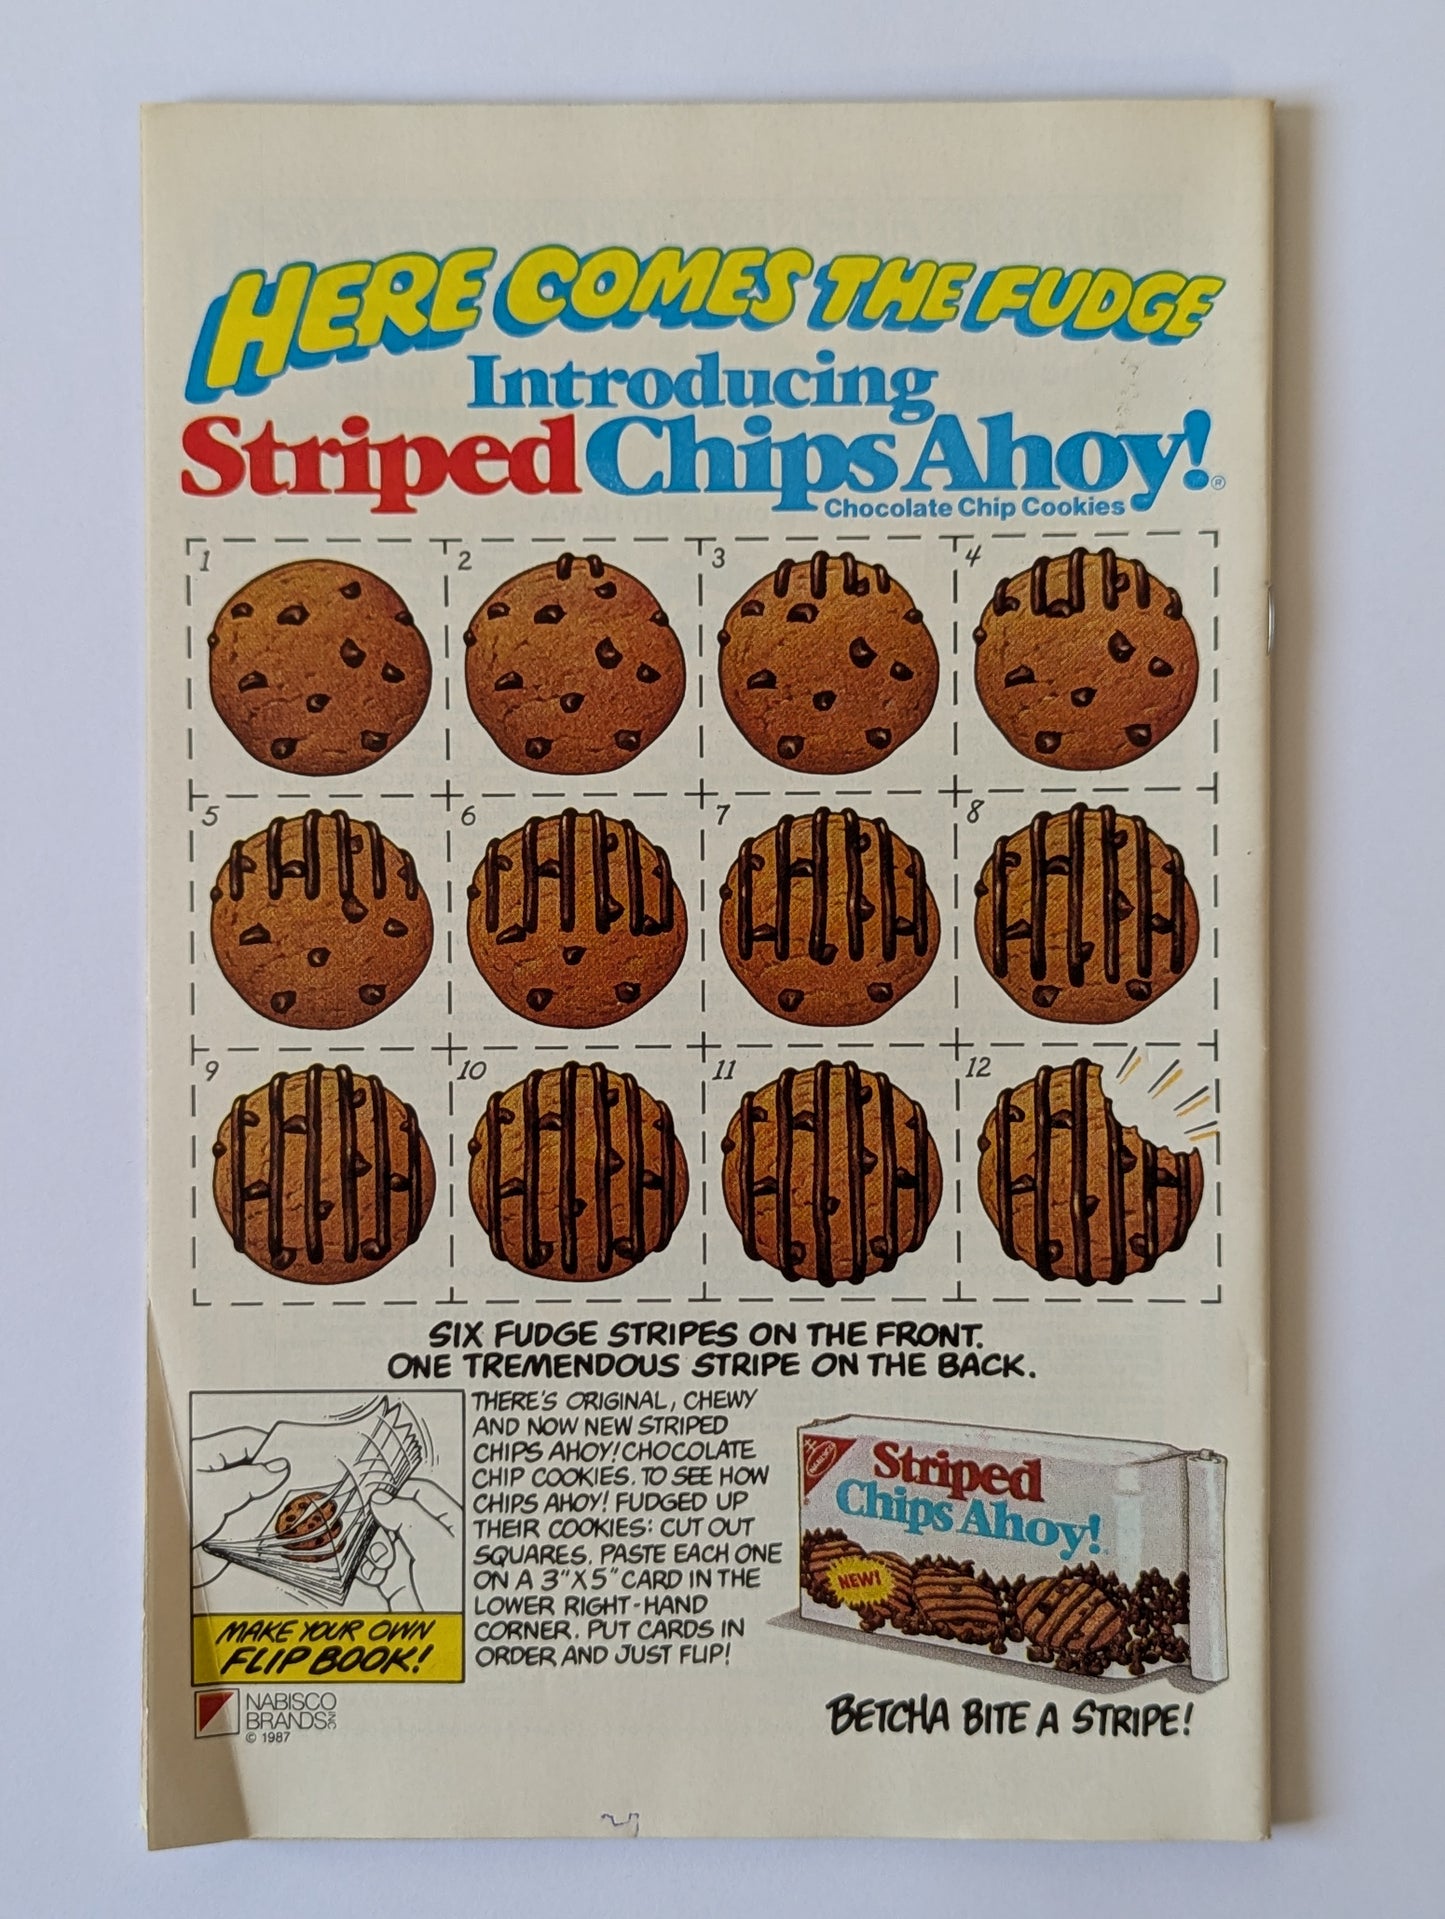 HERE COMES THE FUDGE
Introducing
Striped Chips Ahoy!®
Chocolate Chip Cookies
1
2
3
4
5
6
7
8
9
10
11
12
SIX FUDGE STRIPES ON THE FRONT.
ONE TREMENDOUS STRIPE ON THE BACK.
THERE'S ORIGINAL, CHEWY
AND NOW NEW STRIPED
CHIPS AHOY! CHOCOLATE
CHIP COOKIES. TO SEE HOW
CHIPS AHOY! FUDGED UP
THEIR COOKIES: CUT OUT
SQUARES. PASTE EACH ONE
ON A 3" X 5" CARD IN THE
LOWER RIGHT-HAND
CORNER. PUT CARDS IN
ORDER AND JUST FLIP!
MAKE YOUR OWN
FLIP BOOK!
NABISCO
Striped
Chips Ahoy!
NEW!
NABISCO
BRANDS INC
© 1987
BETCHA BITE A STRIPE!